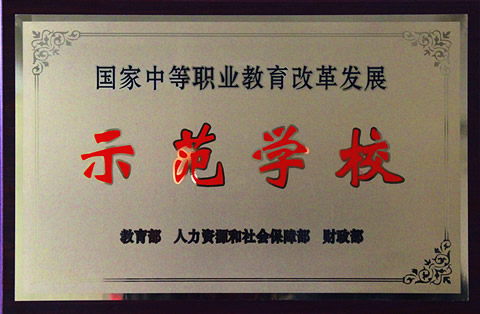 国家中等职业教育改革发展
示范学校
教育部 人力资源和社会保障部 财政部